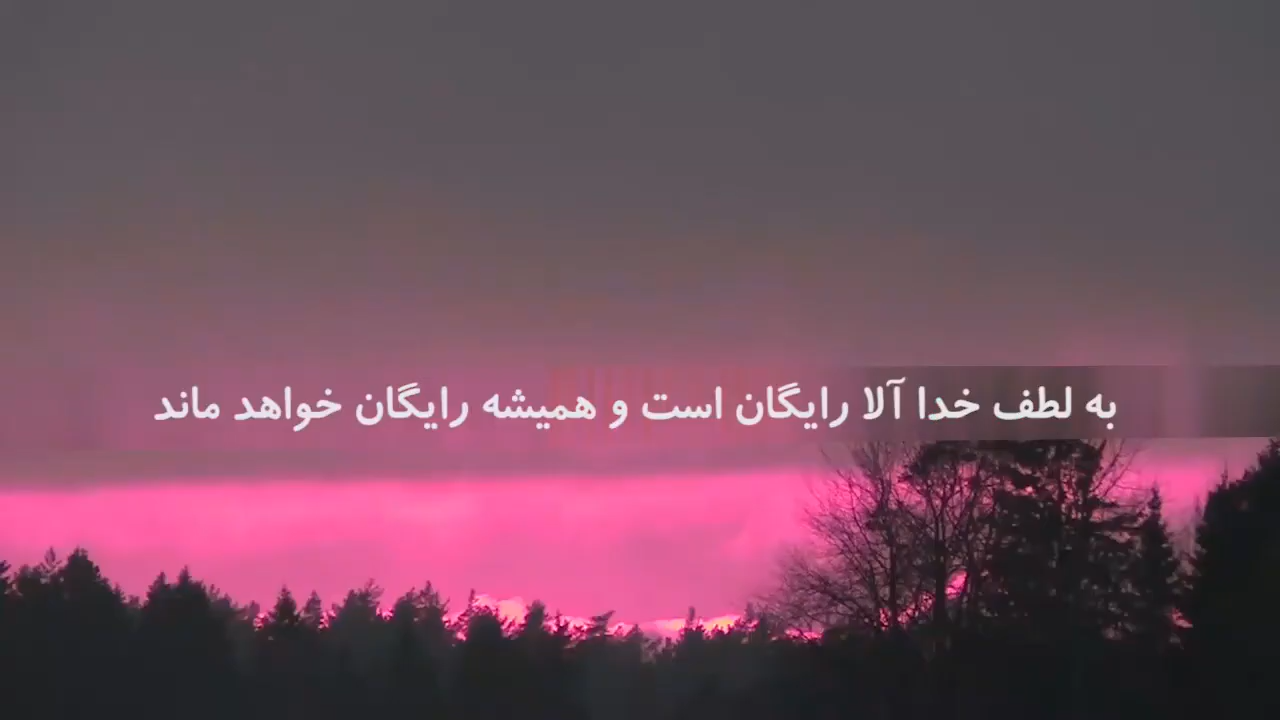 به لطف خدا آلا رایگان است و همیشه رایگان خواهد ماند